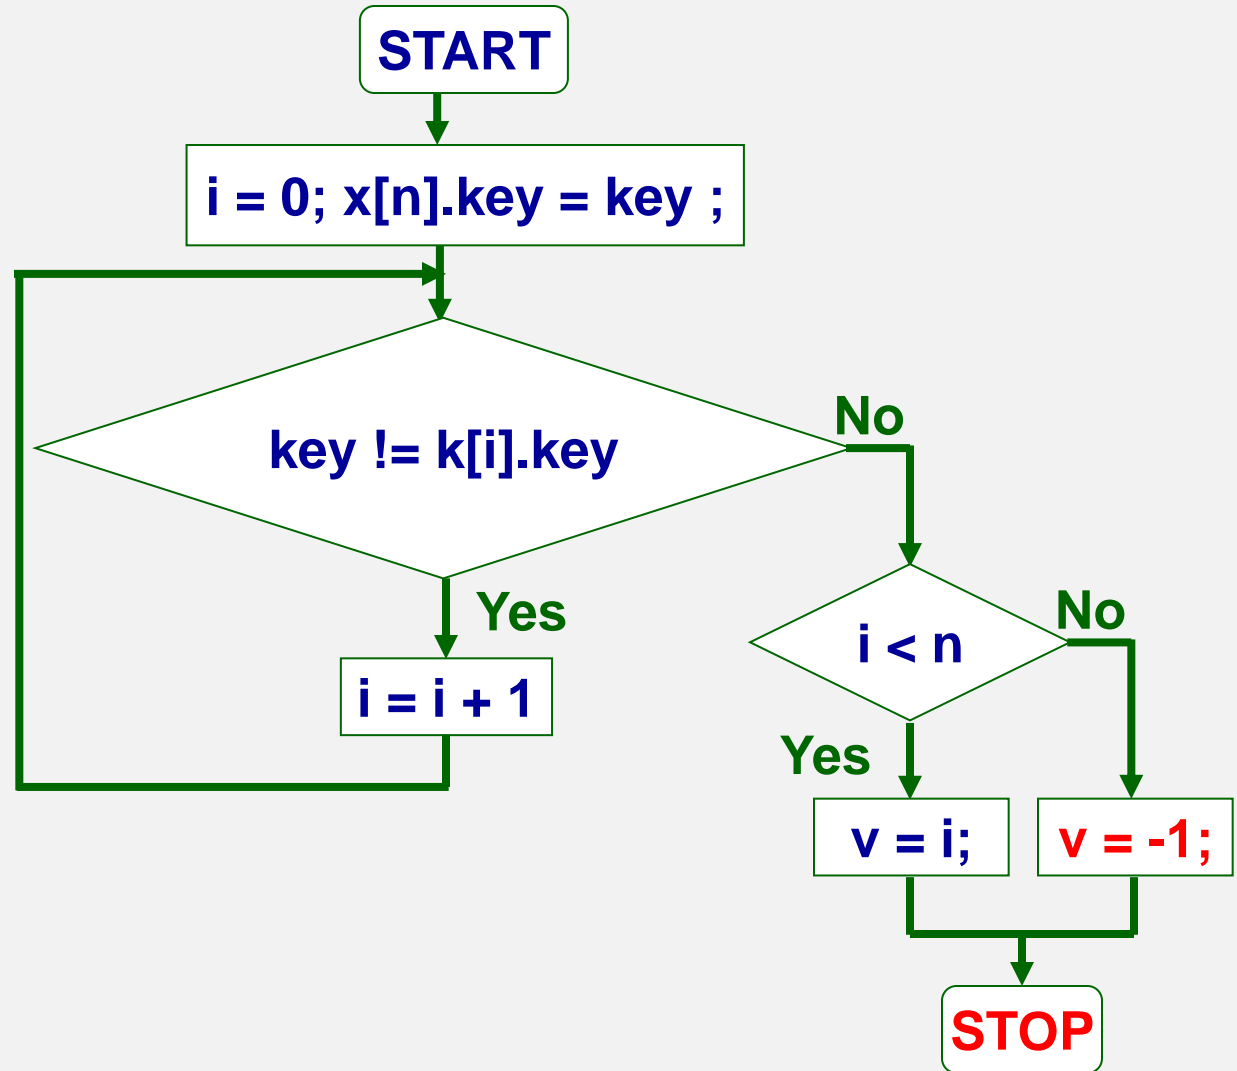 START
i = 0; x[n].key = key ;
key != k[i].key
No
Yes
i = i + 1
i < n
No
Yes
v = i;
v = -1;
STOP